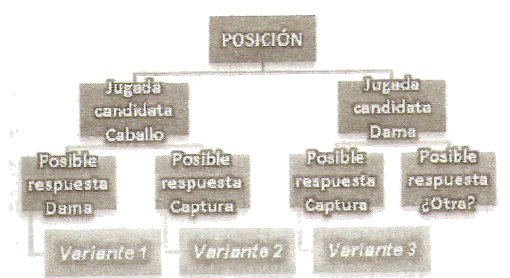 POSICIÓN
Jugada
candidata
Caballo
Jugada
candidata
Dama
Posible
respuesta
Dama
Posible
respuesta
Captura
Posible
respuesta
Captura
Posible
respuesta
¿Otra?
Variante 1
Variante 2
Variante 3